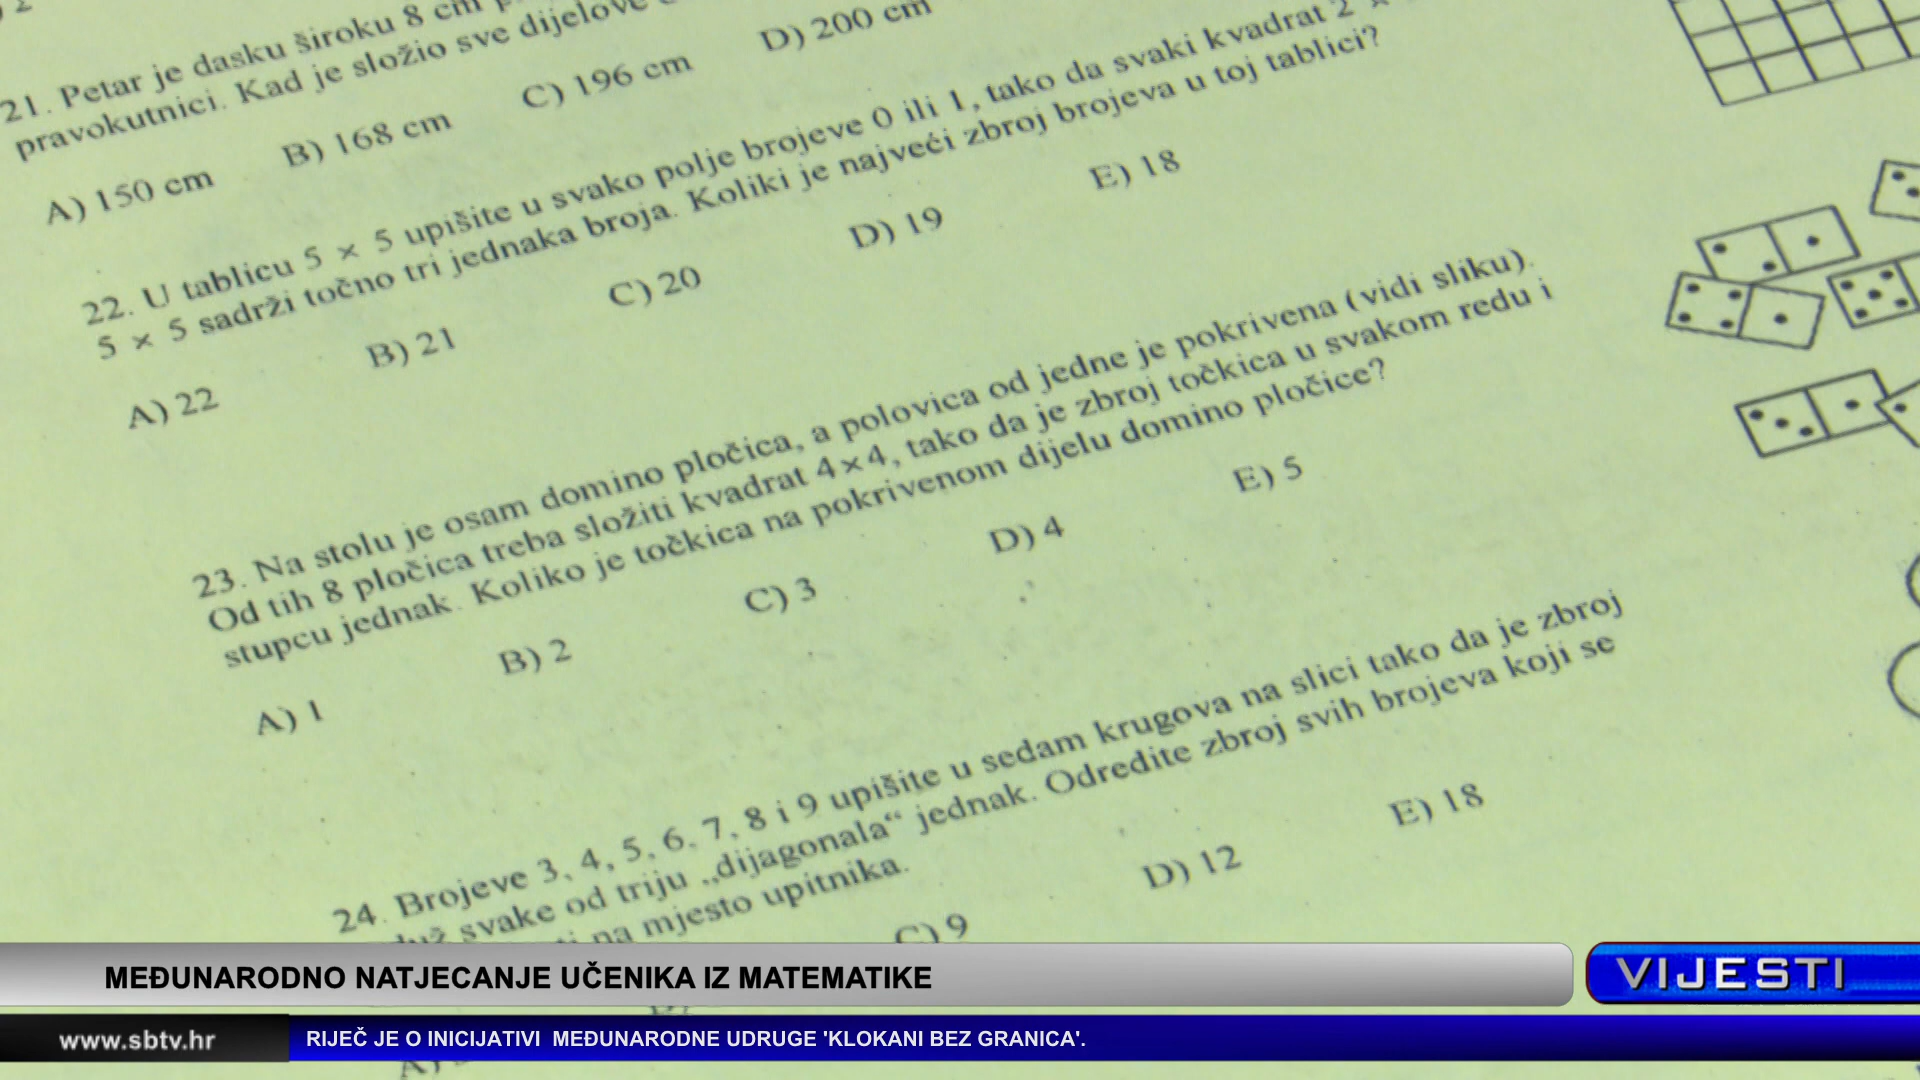 21. Petar je dasku široku 8 cm
pravokutnici. Kad je složio sve dijelove
A) 150 cm B) 168 cm C) 196 cm D) 200 cm
22. U tablicu 5 × 5 upišite u svako polje brojeve 0 ili 1, tako da svaki kvadrat 2 ×
5 × 5 sadrži točno tri jednaka broja. Koliki je najveći zbroj brojeva u toj tablici?
A) 22 B) 21 C) 20 D) 19 E) 18
23. Na stolu je osam domino pločica, a polovica od jedne je pokrivena (vidi sliku).
Od tih 8 pločica treba složiti kvadrat 4×4, tako da je zbroj točkica u svakom redu i
stupcu jednak. Koliko je točkica na pokrivenom dijelu domino pločice?
A) 1 B) 2 C) 3 D) 4 E) 5
24. Brojeve 3, 4, 5, 6, 7, 8 i 9 upišite u sedam krugova na slici tako da je zbroj
svake od triju „dijagonala“ jednak. Odredite zbroj svih brojeva koji se
na mjesto upitnika.
C) 9 D) 12 E) 18
MEĐUNARODNO NATJECANJE UČENIKA IZ MATEMATIKE
VIJESTI
www.sbtv.hr
RIJEČ JE O INICIJATIVI MEĐUNARODNE UDRUGE 'KLOKANI BEZ GRANICA'.